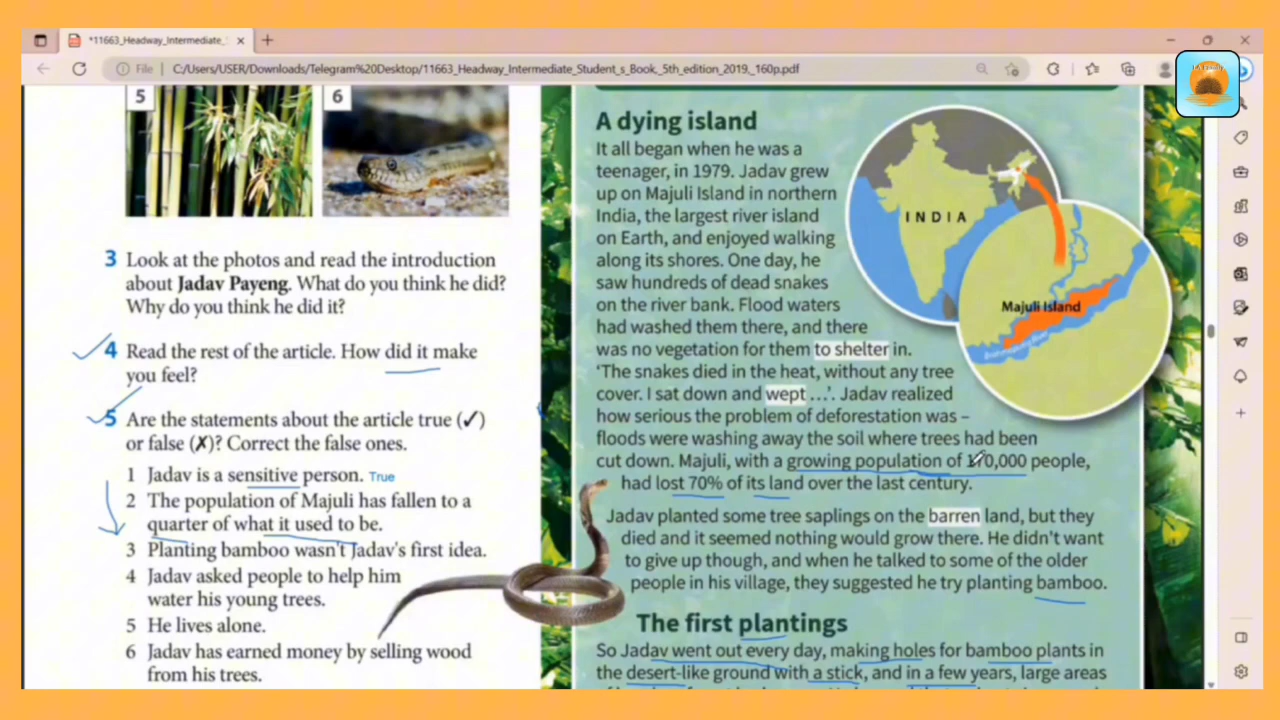 *11663_Headway_Intermediate_
File
C:/Users/USER/Downloads/Telegram%20Desktop/11663_Headway_Intermediate_Student_s_Book,_5th_edition_2019,_160p.pdf
5
6
3 Look at the photos and read the introduction
about Jadav Payeng. What do you think he did?
Why do you think he did it?
4 Read the rest of the article. How did it make
you feel?
5 Are the statements about the article true (✓)
or false (✗)? Correct the false ones.
1 Jadav is a sensitive person. True
2 The population of Majuli has fallen to a
quarter of what it used to be.
3 Planting bamboo wasn't Jadav's first idea.
4 Jadav asked people to help him
water his young trees.
5 He lives alone.
6 Jadav has earned money by selling wood
from his trees.
A dying island
It all began when he was a
teenager, in 1979. Jadav grew
up on Majuli Island in northern
India, the largest river island
on Earth, and enjoyed walking
along its shores. One day, he
saw hundreds of dead snakes
on the river bank. Flood waters
had washed them there, and there
was no vegetation for them to shelter in.
‘The snakes died in the heat, without any tree
cover. I sat down and wept …’. Jadav realized
how serious the problem of deforestation was –
floods were washing away the soil where trees had been
cut down. Majuli, with a growing population of 170,000 people,
had lost 70% of its land over the last century.
Jadav planted some tree saplings on the barren land, but they
died and it seemed nothing would grow there. He didn't want
to give up though, and when he talked to some of the older
people in his village, they suggested he try planting bamboo.
The first plantings
So Jadav went out every day, making holes for bamboo plants in
the desert-like ground with a stick, and in a few years, large areas
INDIA
Majuli Island